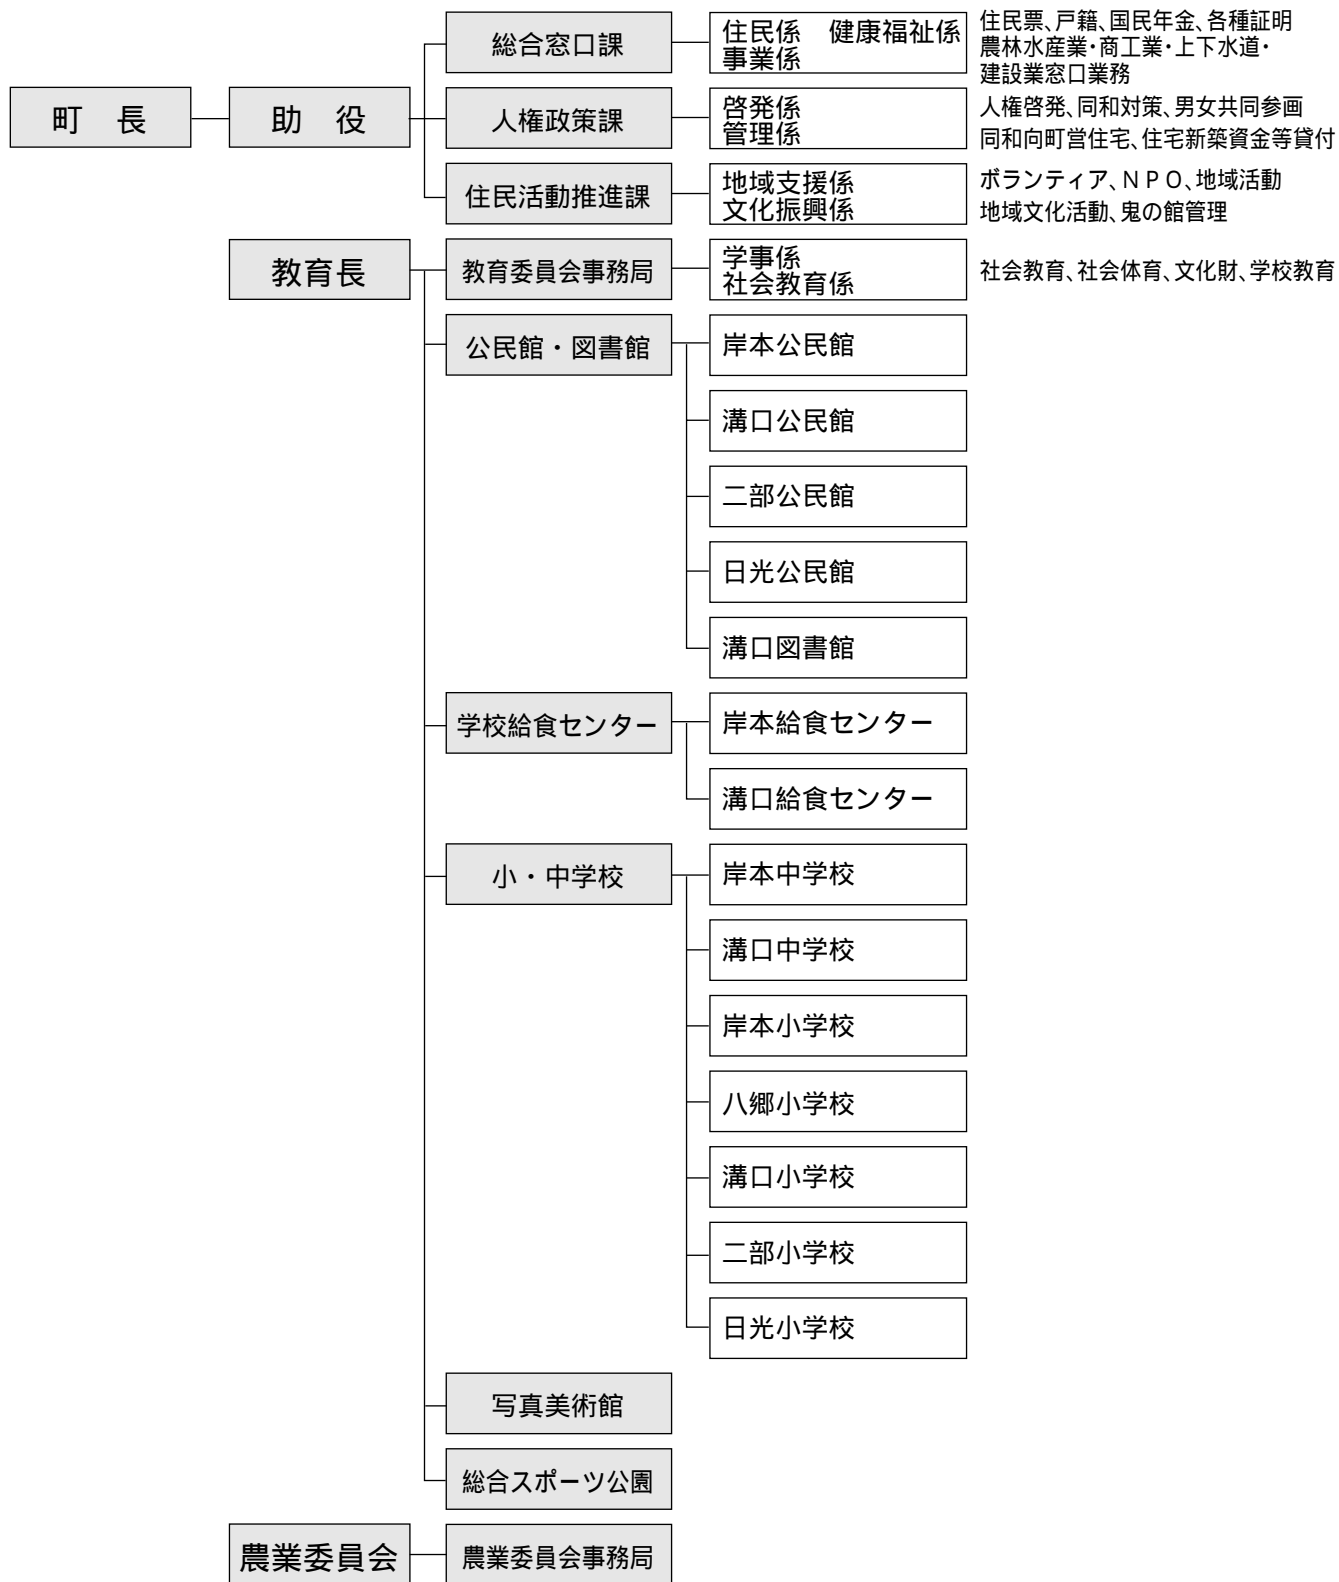 町　長
助　役
総合窓口課
住民係　健康福祉係
事業係
住民票、戸籍、国民年金、各種証明
農林水産業・商工業・上下水道・
建設業窓口業務
人権政策課
啓発係
管理係
人権啓発、同和対策、男女共同参画
同和向町営住宅、住宅新築資金等貸付
住民活動推進課
地域支援係
文化振興係
ボランティア、ＮＰＯ、地域活動
地域文化活動、鬼の館管理
教育長
教育委員会事務局
学事係
社会教育係
社会教育、社会体育、文化財、学校教育
公民館・図書館
岸本公民館
溝口公民館
二部公民館
日光公民館
溝口図書館
学校給食センター
岸本給食センター
溝口給食センター
小・中学校
岸本中学校
溝口中学校
岸本小学校
八郷小学校
溝口小学校
二部小学校
日光小学校
写真美術館
総合スポーツ公園
農業委員会
農業委員会事務局